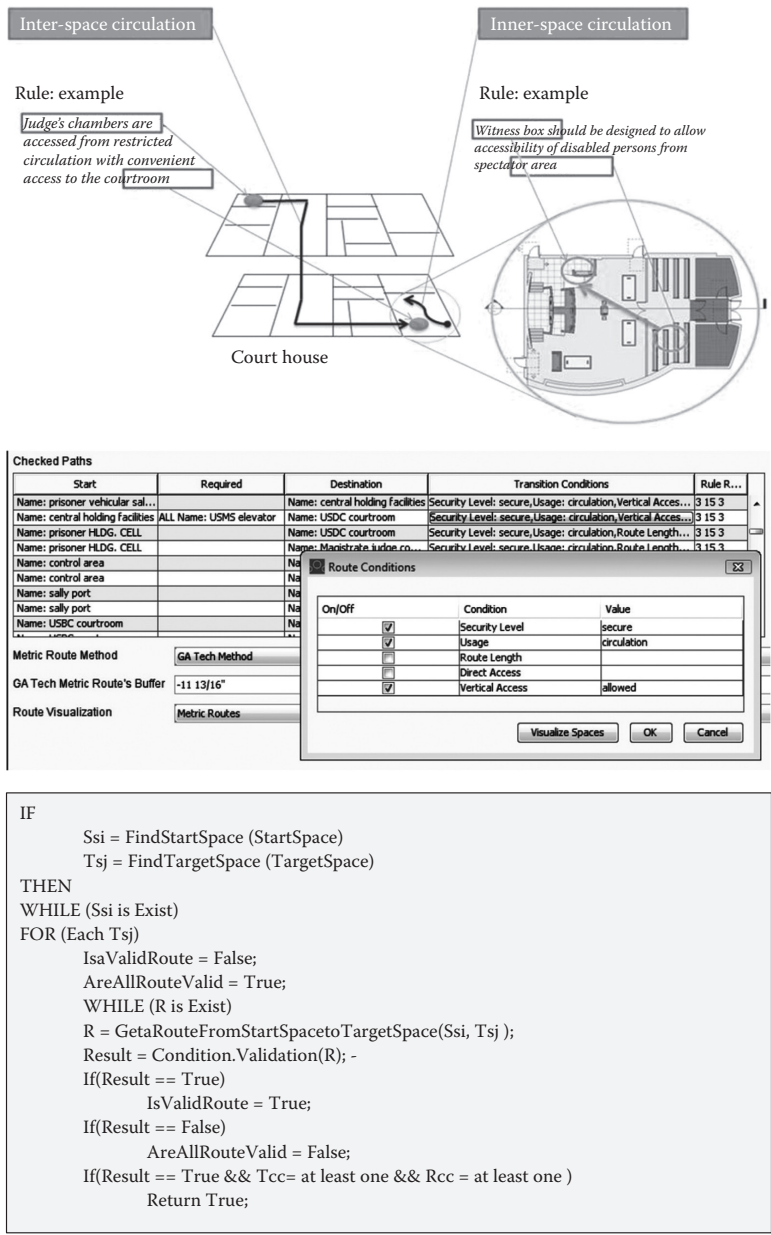 Inter-space circulation
Inner-space circulation
Rule: example
Judge's chambers are
accessed from restricted
circulation with convenient
access to the courtroom
Rule: example
Witness box should be designed to allow
accessibility of disabled persons from
spectator area
Court house
Checked Paths
Start Required Destination Transition Conditions Rule R...
Name: prisoner vehicular sal... Name: central holding facilities Security Level: secure,Usage: circulation,Vertical Acces... 3 15 3
Name: central holding facilities ALL Name: USMS elevator Name: USDC courtroom Security Level: secure,Usage: circulation,Vertical Acces... 3 15 3
Name: prisoner HLDG. CELL Name: USDC courtroom Security Level: secure,Usage: circulation,Route Length... 3 15 3
Name: prisoner HLDG. CELL Name: Magistrate judge co... Security Level: secure,Usage: circulation,Route Length... 3 15 3
Name: control area Na
Name: control area Na
Name: sally port Na
Name: sally port Na
Name: USBC courtroom Na
Metric Route Method GA Tech Method
GA Tech Metric Route's Buffer -11 13/16"
Route Visualization Metric Routes
Route Conditions
On/Off Condition Value
Security Level secure
Usage circulation
Route Length
Direct Access
Vertical Access allowed
Visualize Spaces OK Cancel
IF
Ssi = FindStartSpace (StartSpace)
Tsj = FindTargetSpace (TargetSpace)
THEN
WHILE (Ssi is Exist)
FOR (Each Tsj)
IsaValidRoute = False;
AreAllRouteValid = True;
WHILE (R is Exist)
R = GetaRouteFromStartSpacetoTargetSpace(Ssi, Tsj );
Result = Condition.Validation(R); -
If(Result == True)
IsValidRoute = True;
If(Result == False)
AreAllRouteValid = False;
If(Result == True && Tcc= at least one && Rcc = at least one )
Return True;